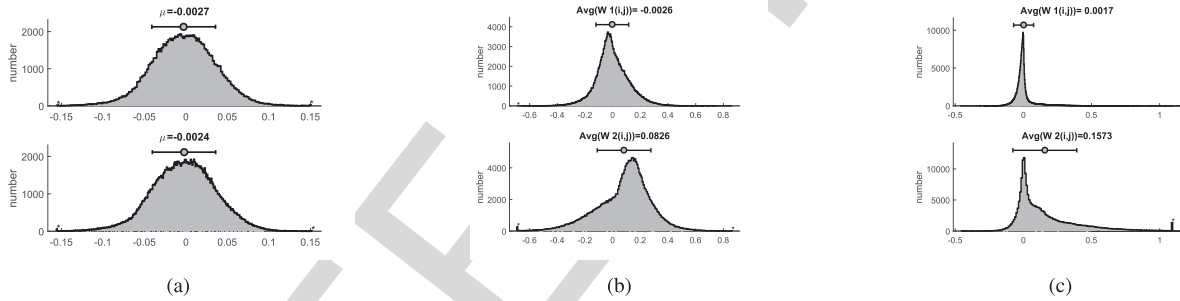 μ=-0.0027
number
2000
1000
0
-0.15 -0.1 -0.05 0 0.05 0.1 0.15
μ=-0.0024
number
2000
1000
0
-0.15 -0.1 -0.05 0 0.05 0.1 0.15
(a)
Avg(W 1(i,j))= -0.0026
number
4000
3000
2000
1000
0
-0.6 -0.4 -0.2 0 0.2 0.4 0.6 0.8
Avg(W 2(i,j))=0.0826
number
4000
2000
0
-0.6 -0.4 -0.2 0 0.2 0.4 0.6 0.8
(b)
Avg(W 1(i,j))= 0.0017
number
10000
5000
0
-0.5 0 0.5 1
Avg(W 2(i,j))=0.1573
number
10000
5000
0
-0.5 0 0.5 1
(c)